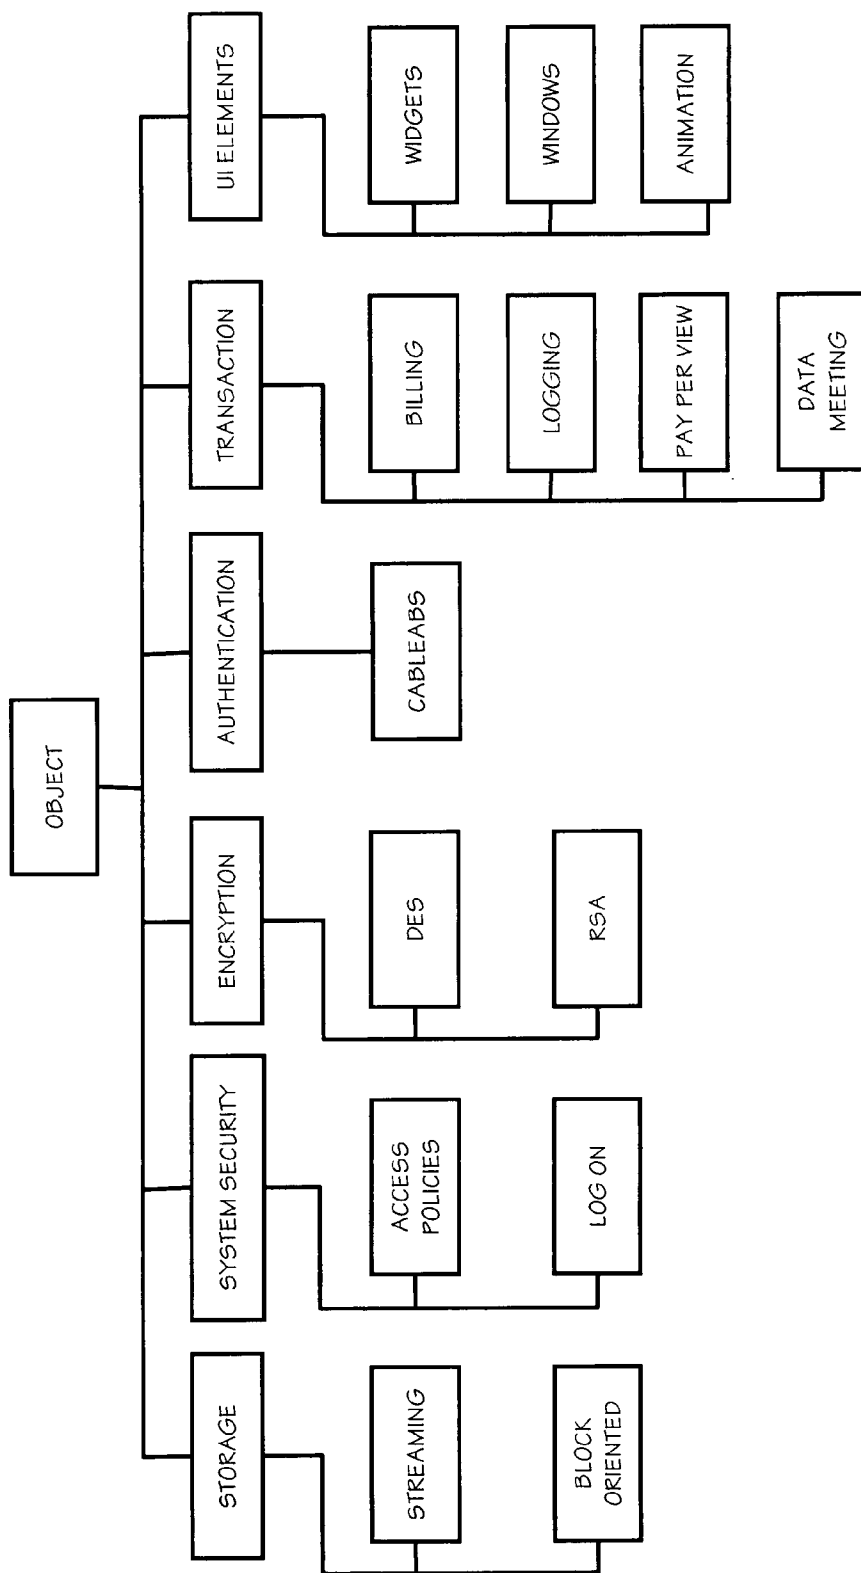 OBJECT
STORAGE
SYSTEM SECURITY
ENCRYPTION
AUTHENTICATION
TRANSACTION
UI ELEMENTS
STREAMING
ACCESS
POLICIES
DES
CABLEABS
BILLING
WIDGETS
BLOCK
ORIENTED
LOG ON
RSA
LOGGING
WINDOWS
PAY PER VIEW
ANIMATION
DATA
MEETING